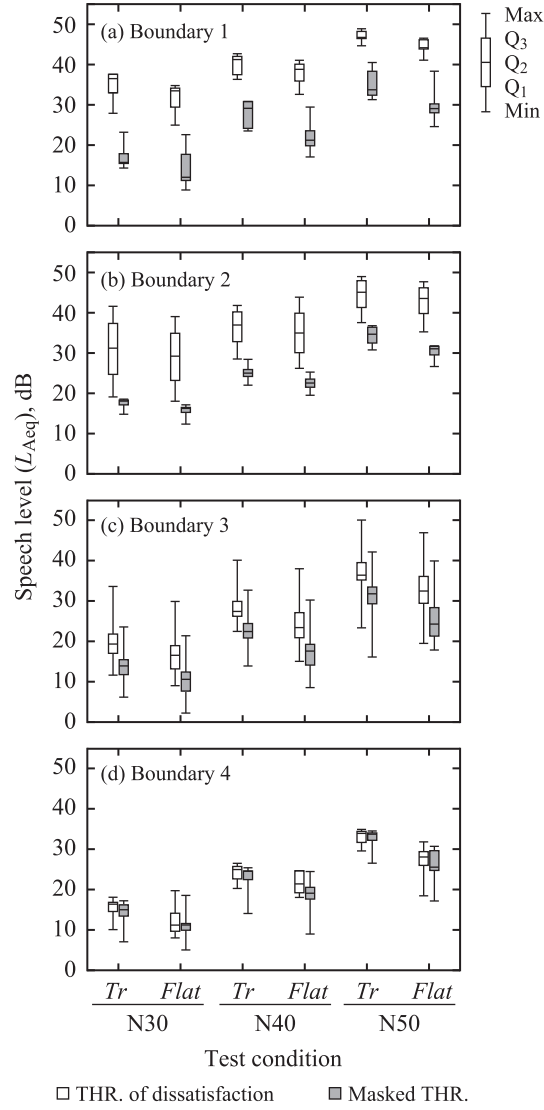 (a) Boundary 1
50
40
30
20
10
0
Max
Q3
Q2
Q1
Min
(b) Boundary 2
50
40
30
20
10
0
Speech level (LAeq), dB
(c) Boundary 3
50
40
30
20
10
0
(d) Boundary 4
50
40
30
20
10
0
Tr Flat Tr Flat Tr Flat
N30 N40 N50
Test condition
THR. of dissatisfaction Masked THR.